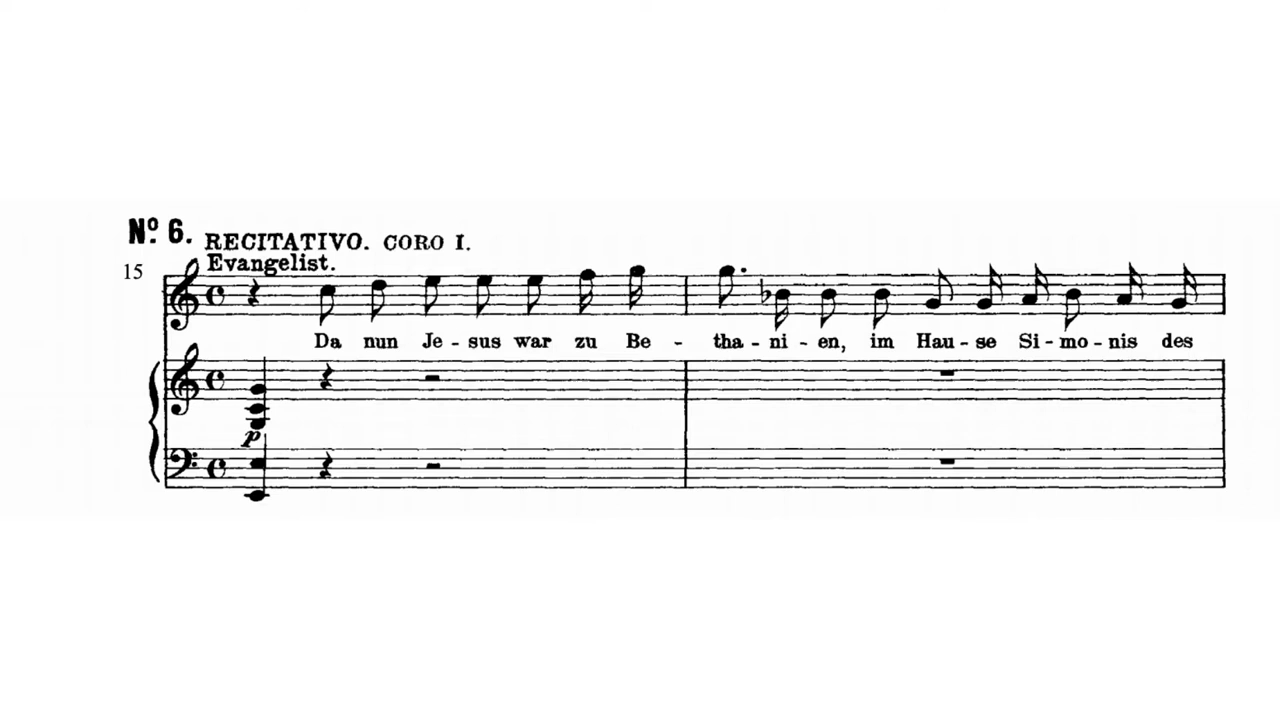 Nº 6. RECITATIVO. CORO I.
Evangelist.
15
Da nun Je - sus war zu Be - tha - ni - en, im Hau - se Si - mo - nis des
p